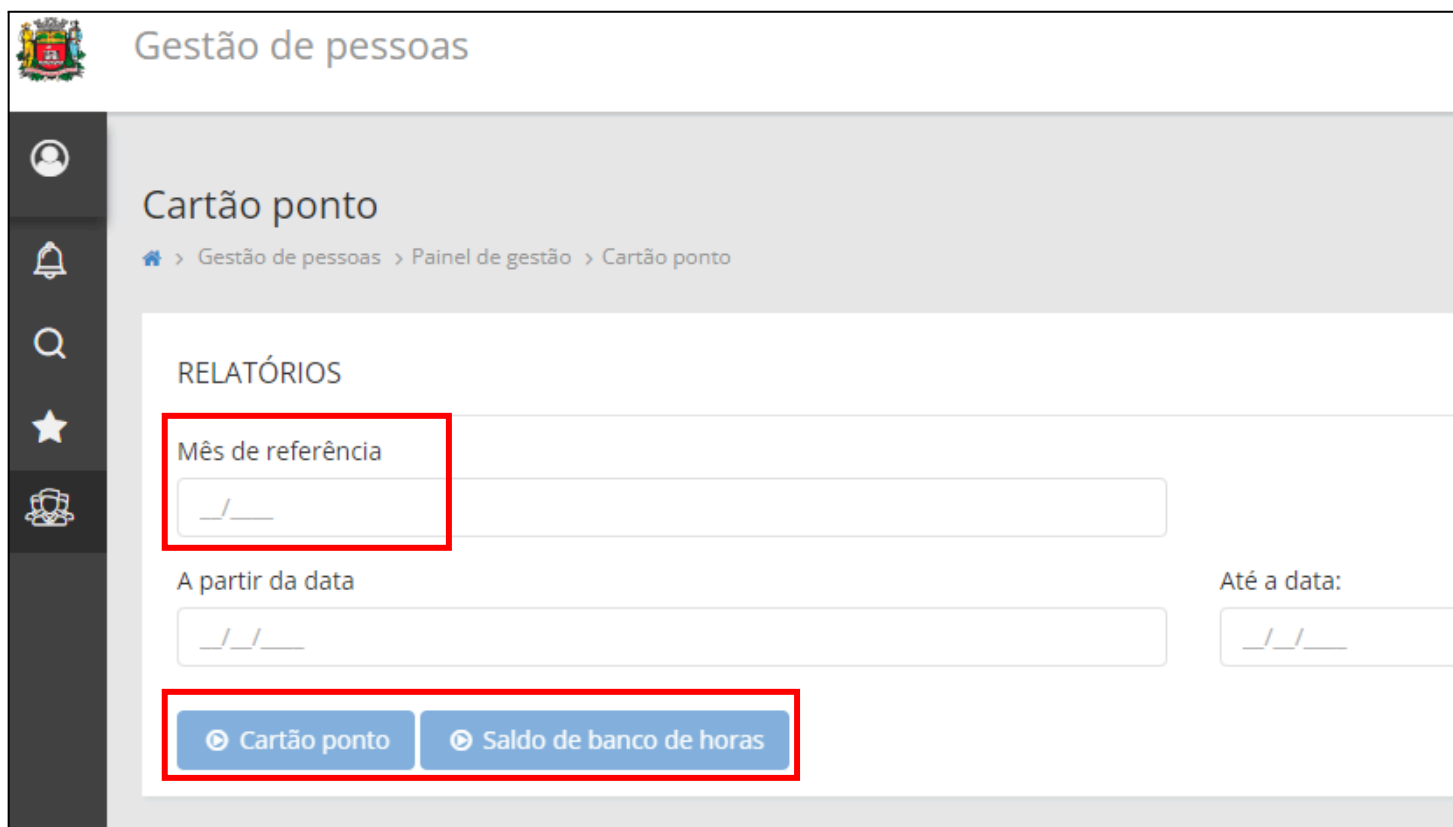 Gestão de pessoas
Cartão ponto
> Gestão de pessoas > Painel de gestão > Cartão ponto
RELATÓRIOS
Mês de referência
__/____
A partir da data
Até a data:
__/__/____
__/__/____
Cartão ponto
Saldo de banco de horas